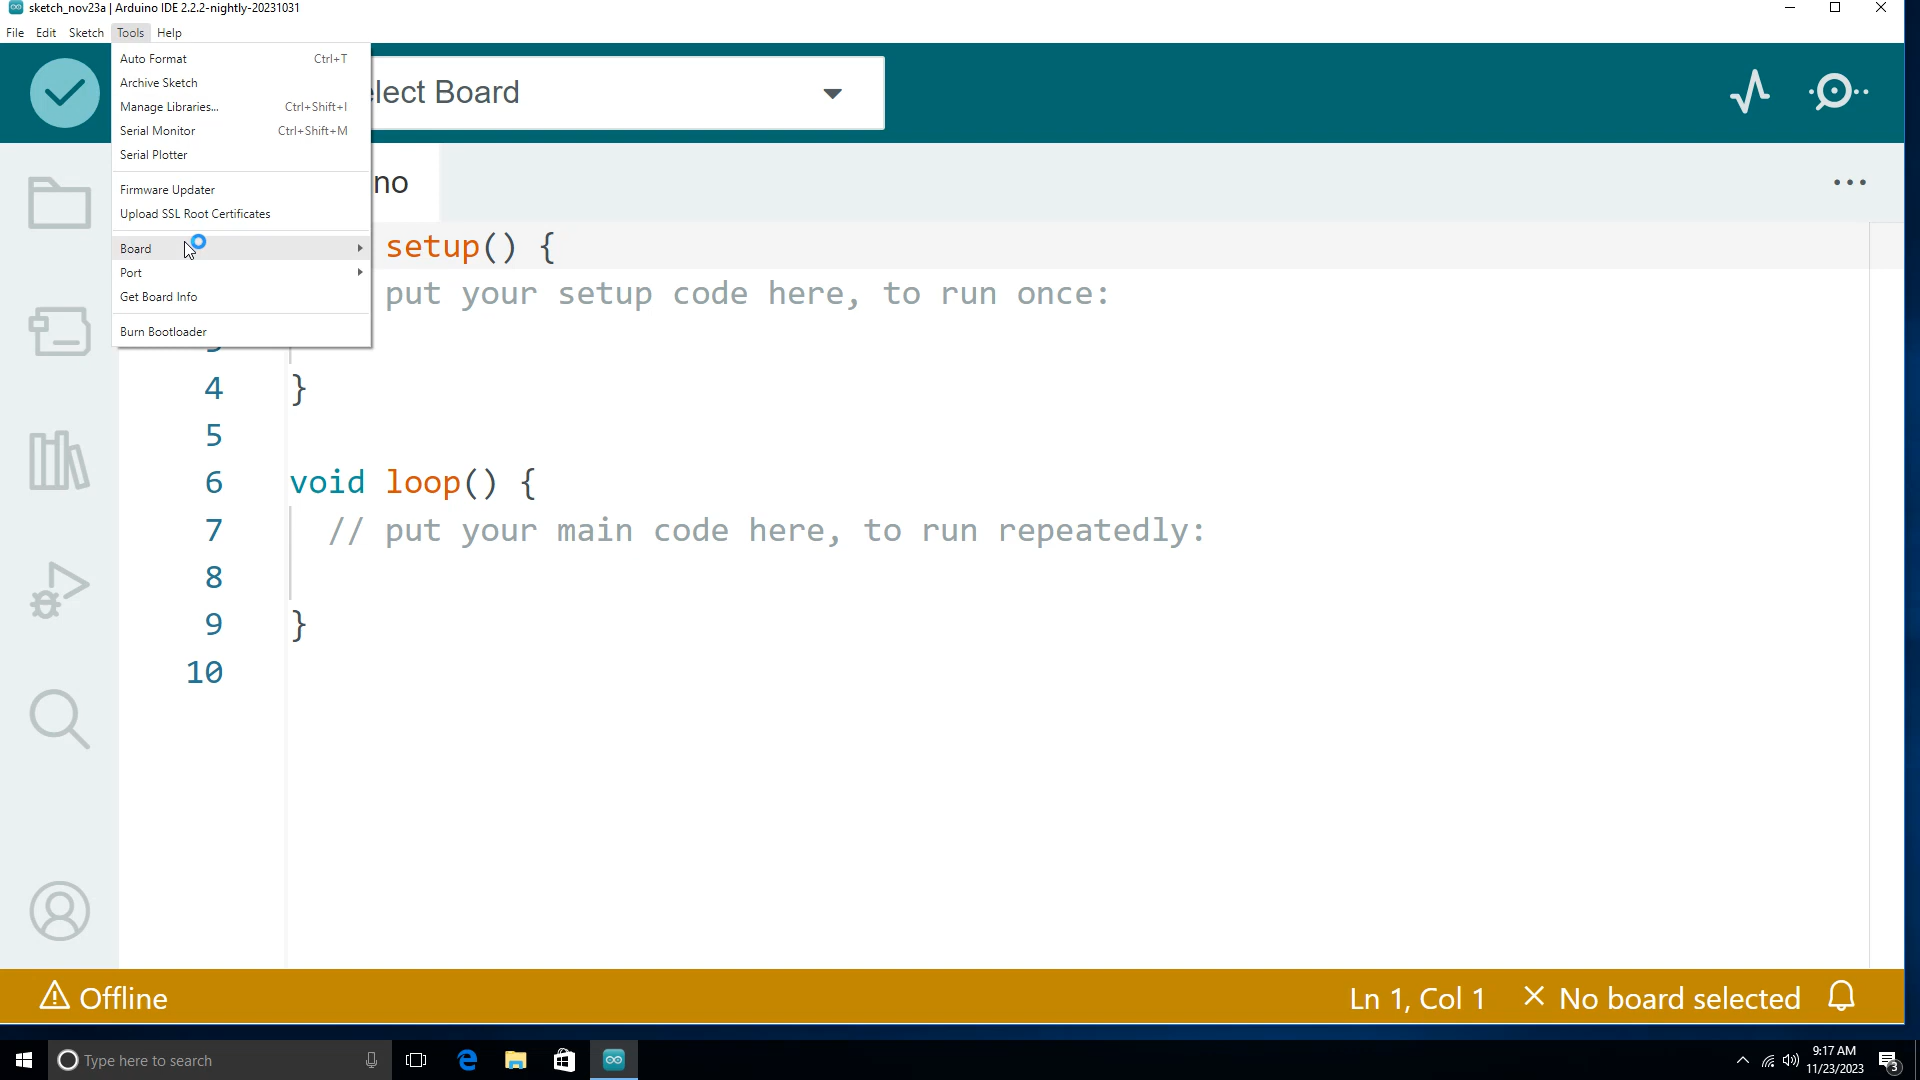 sketch_nov23a | Arduino IDE 2.2.2-nightly-20231031
File Edit Sketch Tools Help
Auto Format Ctrl+T
Archive Sketch
Manage Libraries... Ctrl+Shift+I
Serial Monitor Ctrl+Shift+M
Serial Plotter
Firmware Updater
Upload SSL Root Certificates
Board
Port
Get Board Info
Burn Bootloader
lect Board
no
setup() {
put your setup code here, to run once:
4 }
5
6 void loop() {
7 // put your main code here, to run repeatedly:
8
9 }
10
Offline
Ln 1, Col 1
No board selected
Type here to search
9:17 AM
11/23/2023
3